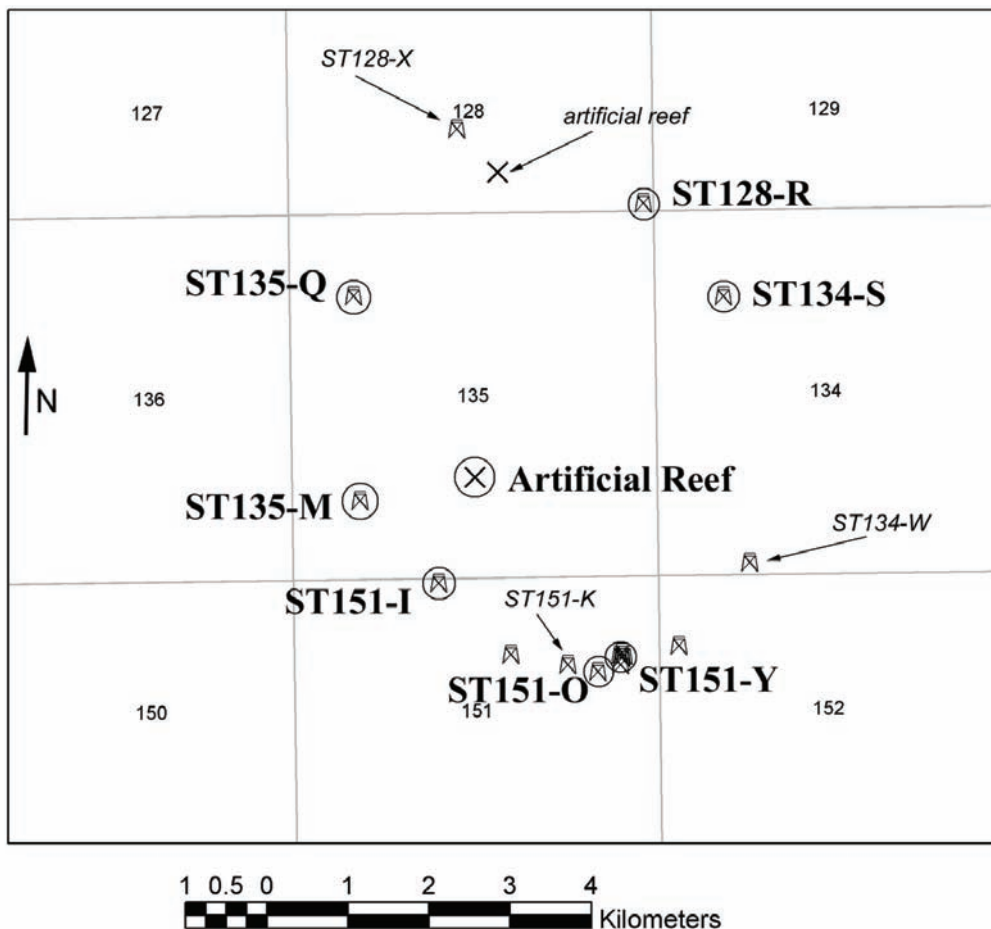 ST128-X
127
128
artificial reef
129
ST128-R
ST135-Q
ST134-S
N
136
135
134
Artificial Reef
ST135-M
ST134-W
ST151-I
ST151-K
ST151-O
ST151-Y
150
151
152
1 0.5 0 1 2 3 4
Kilometers